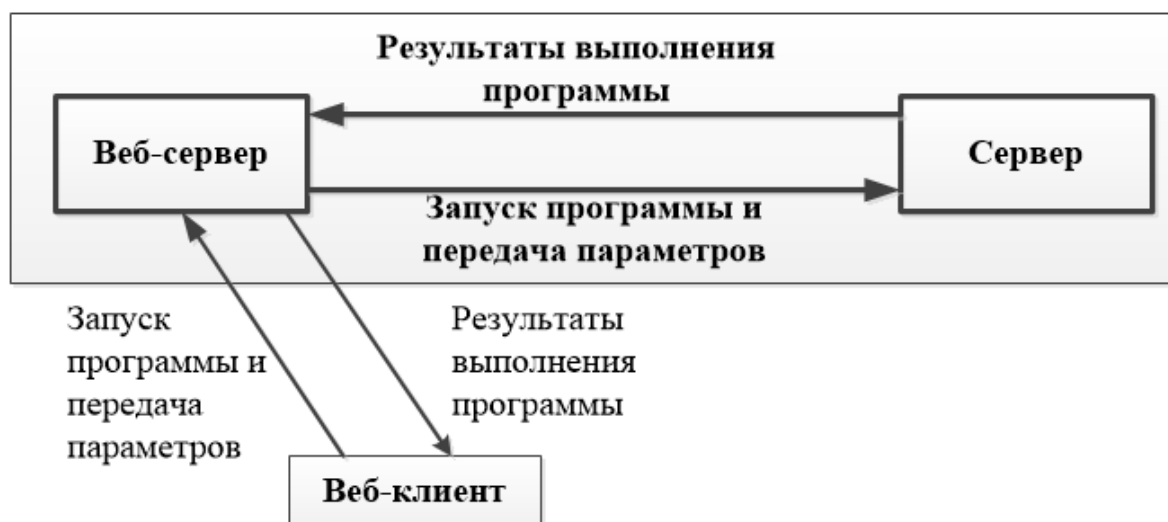 Результаты выполнения
программы
Веб-сервер
Сервер
Запуск программы и
передача параметров
Запуск
программы и
передача
параметров
Результаты
выполнения
программы
Веб-клиент